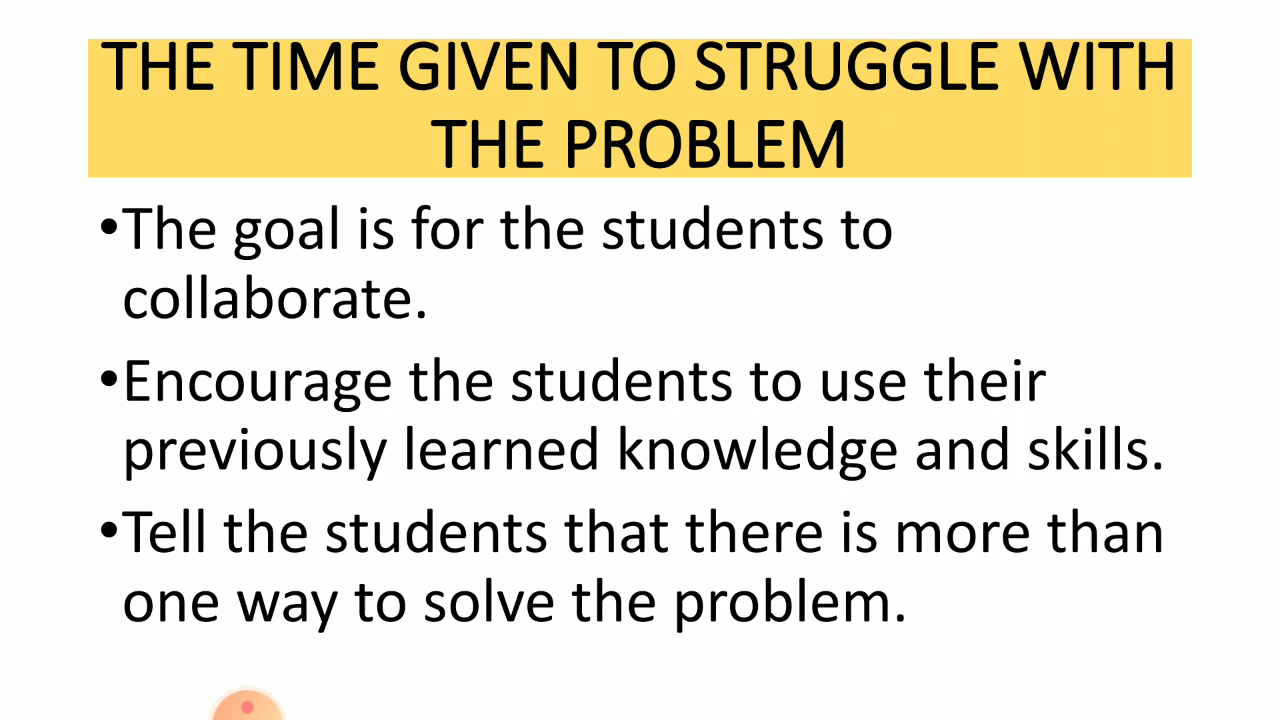 THE TIME GIVEN TO STRUGGLE WITH
THE PROBLEM
•The goal is for the students to
collaborate.
•Encourage the students to use their
previously learned knowledge and skills.
•Tell the students that there is more than
one way to solve the problem.